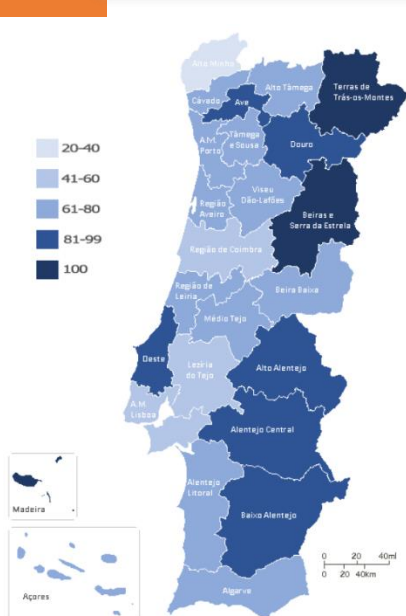 Alto Minho
Alto Tâmega
Terras de
Trás-os-Montes
Cávado
Ave
A.M.
Porto
Tâmega
e Sousa
Douro
20-40
41-60
61-80
81-99
100
Viseu
Dão-Lafões
Região
Aveiro
Beiras e
Serra da Estrela
Região de Coimbra
Região de
Leiria
Beira Baixa
Médio Tejo
Oeste
Lezíria
do Tejo
Alto Alentejo
A.M.
Lisboa
Alentejo Central
Alentejo
Litoral
Madeira
Baixo Alentejo
0 20 40ml
0 20 40km
Açores
Algarve